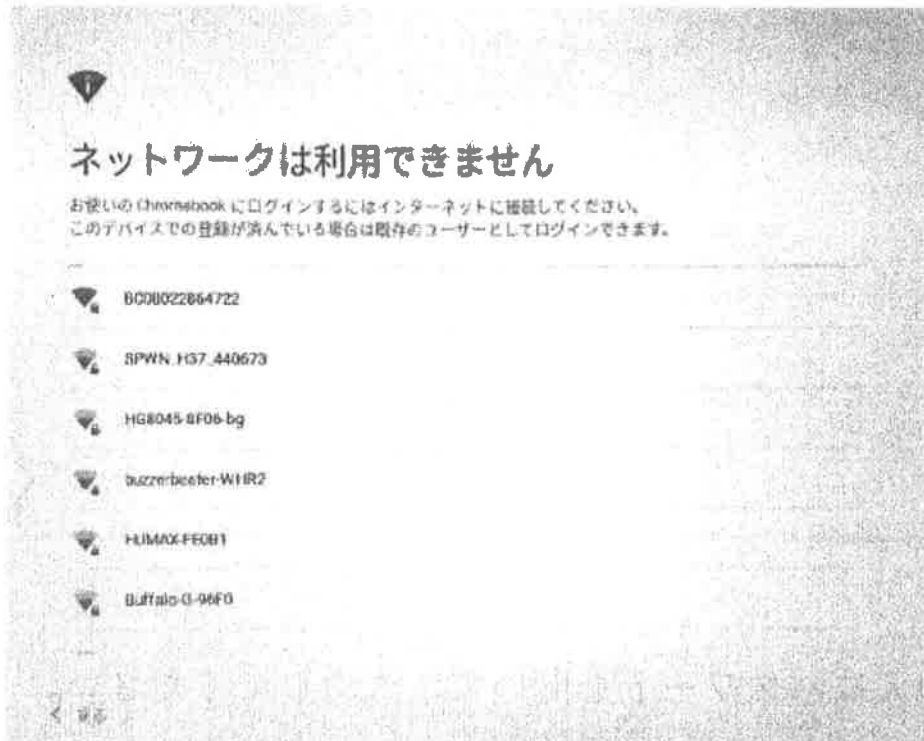 ネットワークは利用できません
お使いの Chromebook にログインするにはインターネットに接続してください。
このデバイスでの登録が済んでいる場合は既存のユーザーとしてログインできます。
SPWN_H37_440673
HG8045-8F06-bg
buzzerbeater-WHR2
HUMAX-FE0B1
Buffalo-G-96F0
戻る